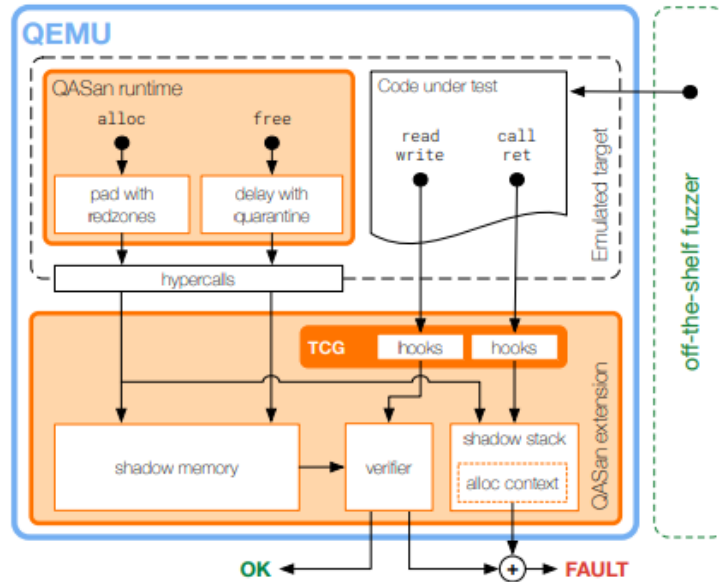 QEMU
QASan runtime
alloc
free
pad with
redzones
delay with
quarantine
Code under test
read
write
call
ret
Emulated target
hypercalls
off-the-shelf fuzzer
TCG
hooks
hooks
shadow memory
verifier
shadow stack
alloc context
QASan extension
OK
+
FAULT